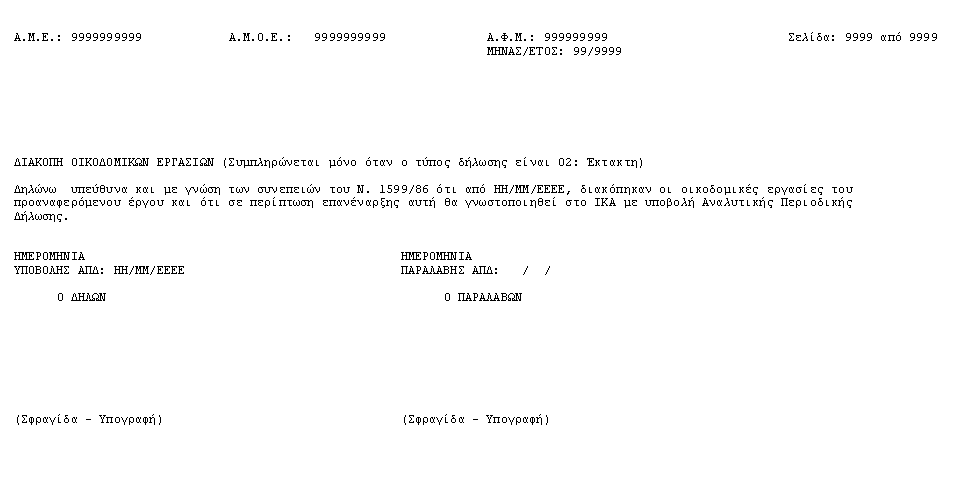 Α.Μ.Ε.: 9999999999 Α.Μ.Ο.Ε.: 9999999999 Α.Φ.Μ.: 999999999 Σελίδα: 9999 από 9999
ΜΗΝΑΣ/ΕΤΟΣ: 99/9999
ΔΙΑΚΟΠΗ ΟΙΚΟΔΟΜΙΚΩΝ ΕΡΓΑΣΙΩΝ (Συμπληρώνεται μόνο όταν ο τύπος δήλωσης είναι 02: Έκτακτη)
Δηλώνω υπεύθυνα και με γνώση των συνεπειών του Ν. 1599/86 ότι από ΗΗ/ΜΜ/ΕΕΕΕ, διακόπηκαν οι οικοδομικές εργασίες του
προαναφερόμενου έργου και ότι σε περίπτωση επανέναρξης αυτή θα γνωστοποιηθεί στο ΙΚΑ με υποβολή Αναλυτικής Περιοδικής
Δήλωσης.
ΗΜΕΡΟΜΗΝΙΑ ΗΜΕΡΟΜΗΝΙΑ
ΥΠΟΒΟΛΗΣ ΑΠΔ: ΗΗ/ΜΜ/ΕΕΕΕ ΠΑΡΑΛΑΒΗΣ ΑΠΔ: / /
Ο ΔΗΛΩΝ Ο ΠΑΡΑΛΑΒΩΝ
(Σφραγίδα - Υπογραφή) (Σφραγίδα - Υπογραφή)